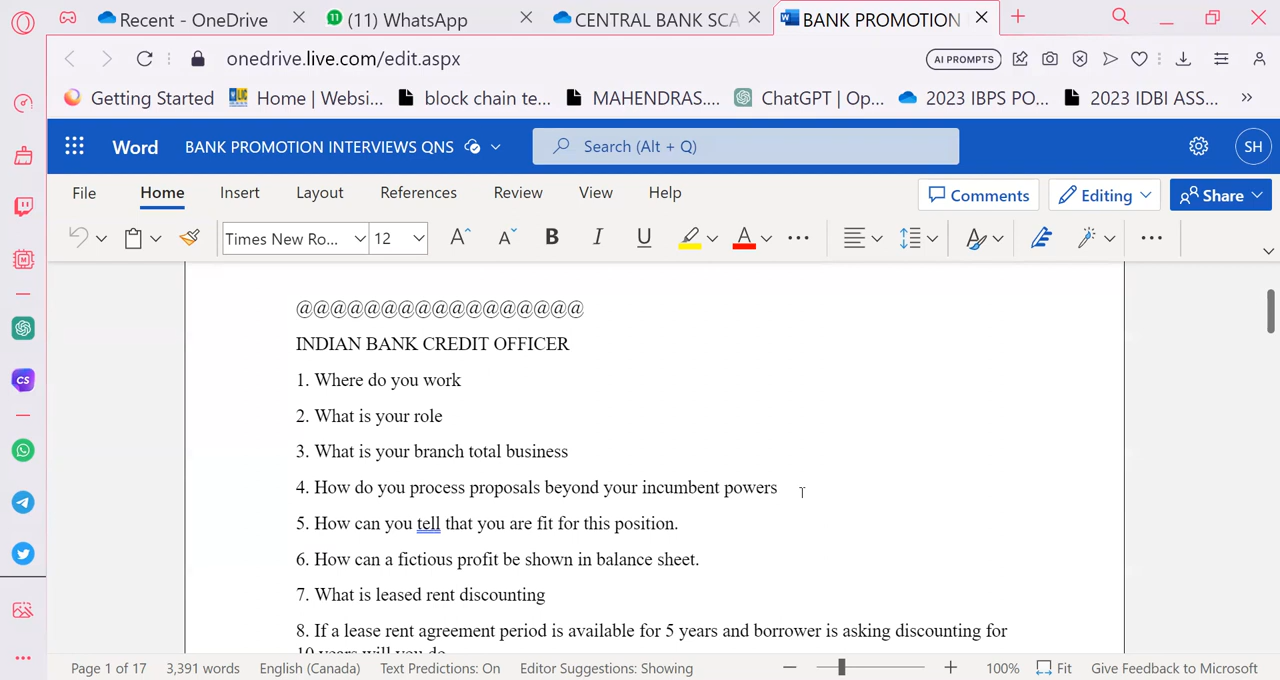 Recent - OneDrive
(11) WhatsApp
CENTRAL BANK SCA
BANK PROMOTION
onedrive.live.com/edit.aspx
AI PROMPTS
Getting Started
Home | Websi...
block chain te...
MAHENDRAS....
ChatGPT | Op...
2023 IBPS PO...
2023 IDBI ASS...
Word
BANK PROMOTION INTERVIEWS QNS
Search (Alt + Q)
SH
File
Home
Insert
Layout
References
Review
View
Help
Comments
Editing
Share
Times New Ro...
12
@@@@@@@@@@@@@@@@@
INDIAN BANK CREDIT OFFICER
1. Where do you work
2. What is your role
3. What is your branch total business
4. How do you process proposals beyond your incumbent powers
5. How can you tell that you are fit for this position.
6. How can a fictious profit be shown in balance sheet.
7. What is leased rent discounting
8. If a lease rent agreement period is available for 5 years and borrower is asking discounting for
10 years will you do
Page 1 of 17
3,391 words
English (Canada)
Text Predictions: On
Editor Suggestions: Showing
100%
Fit
Give Feedback to Microsoft